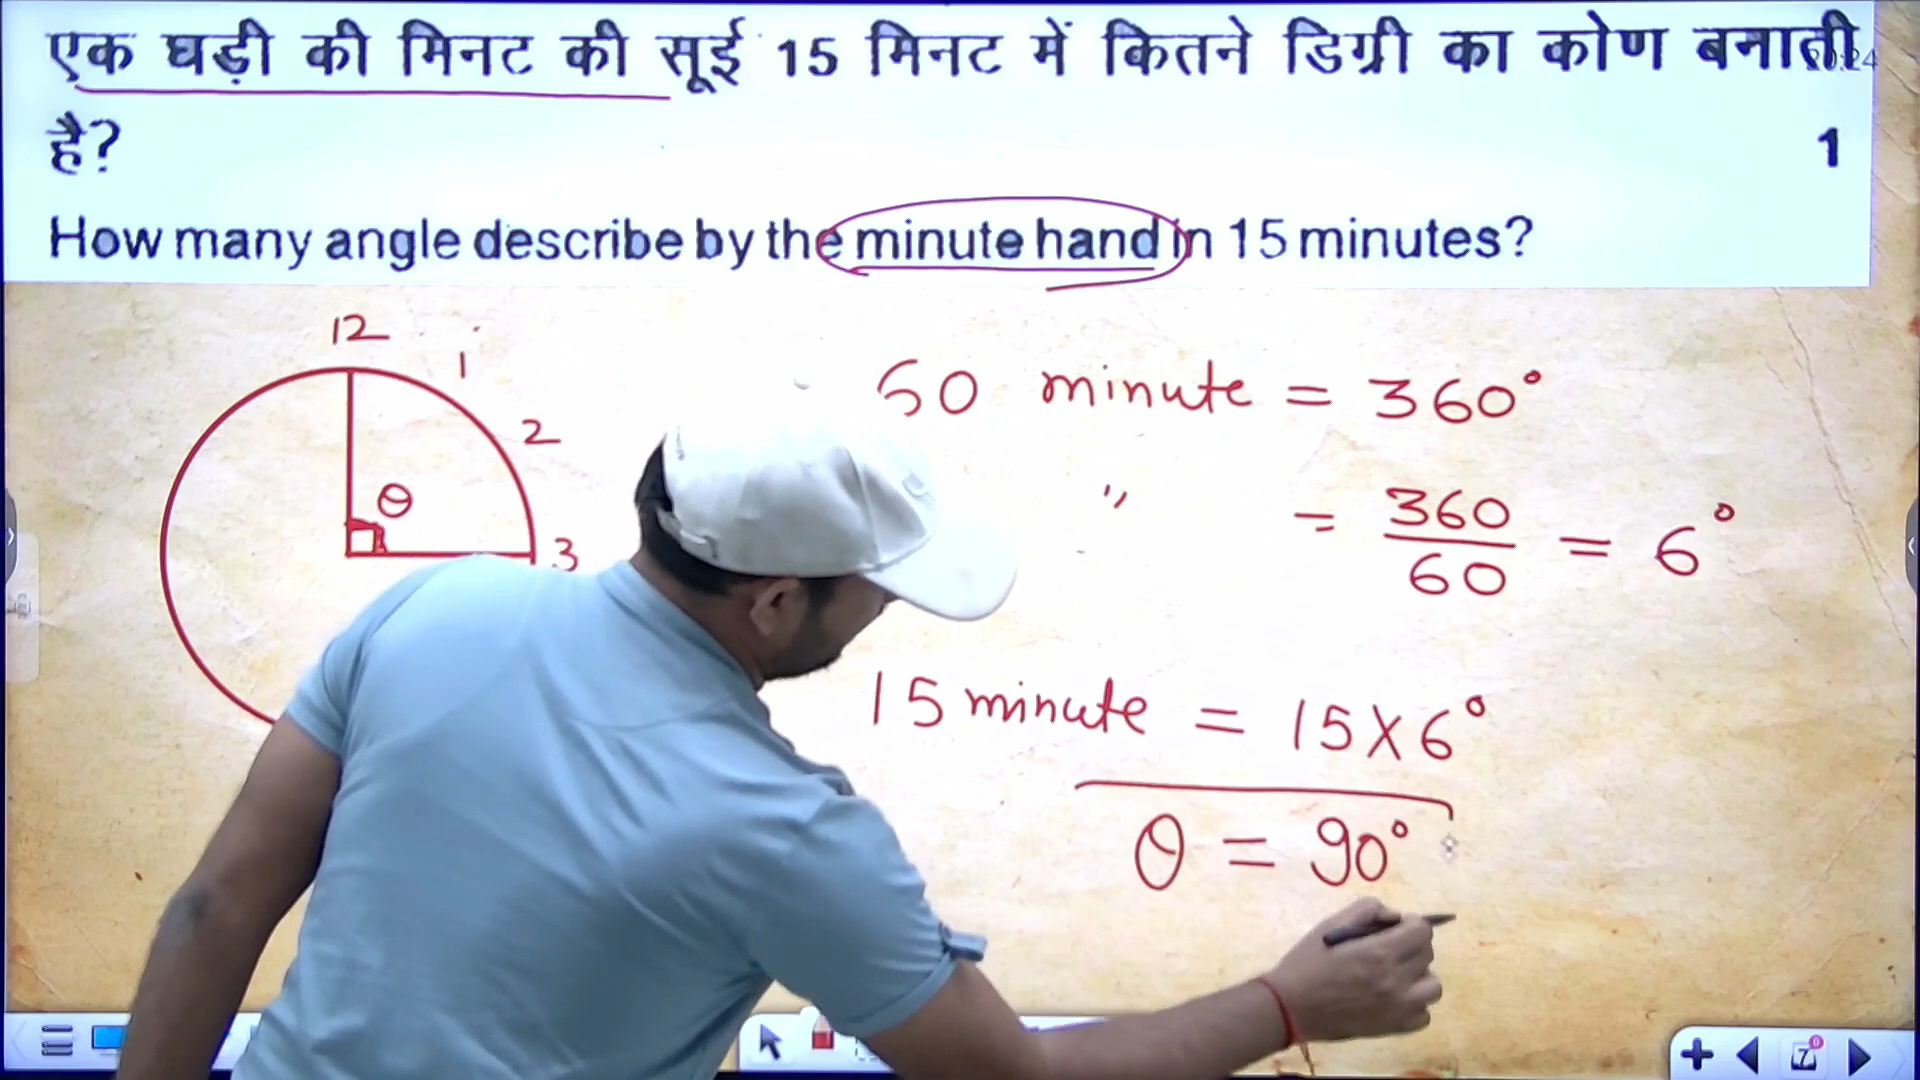 एक घड़ी की मिनट की सूई 15 मिनट में कितने डिग्री का कोण बनाती
है? 1
How many angle describe by the minute hand in 15 minutes?
12
1
2
θ
3
60 minute = 360°
" = 360/60 = 6°
15 minute = 15×6°
θ = 90°